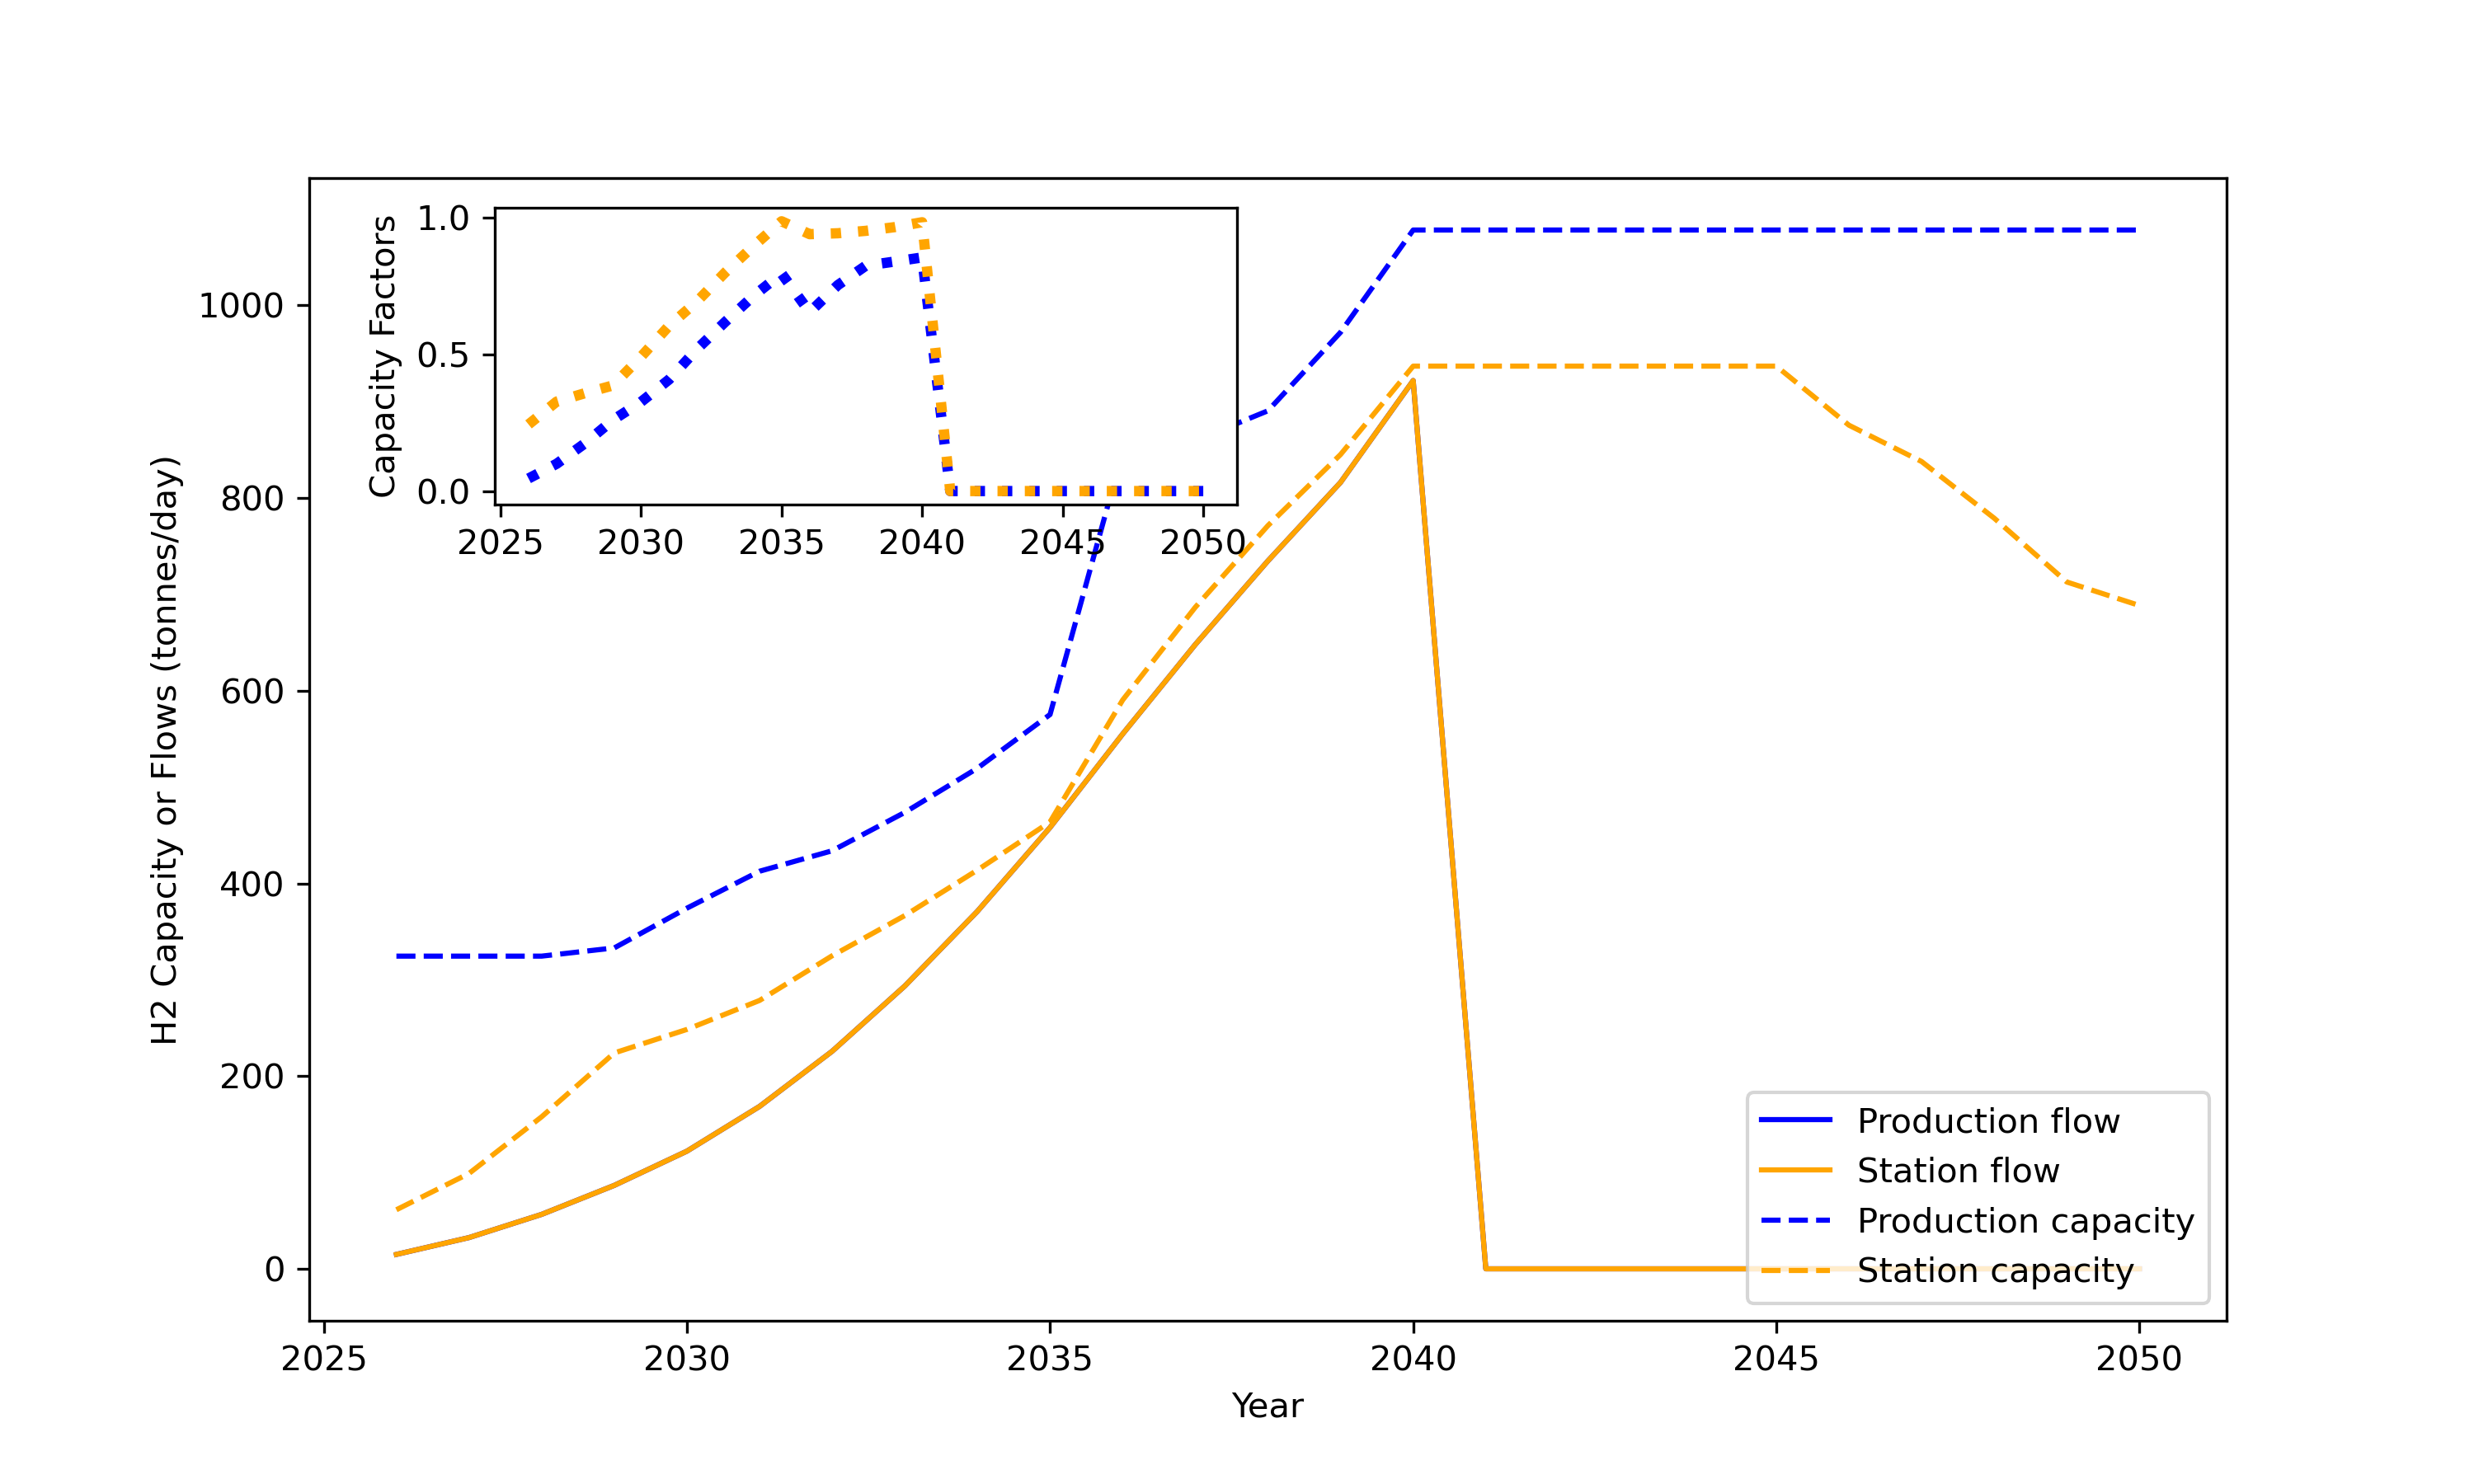 Capacity Factors
1.0
0.5
0.0
2025 2030 2035 2040 2045 2050
H2 Capacity or Flows (tonnes/day)
1000
800
600
400
200
0
Production flow
Station flow
Production capacity
Station capacity
2025 2030 2035 2040 2045 2050
Year